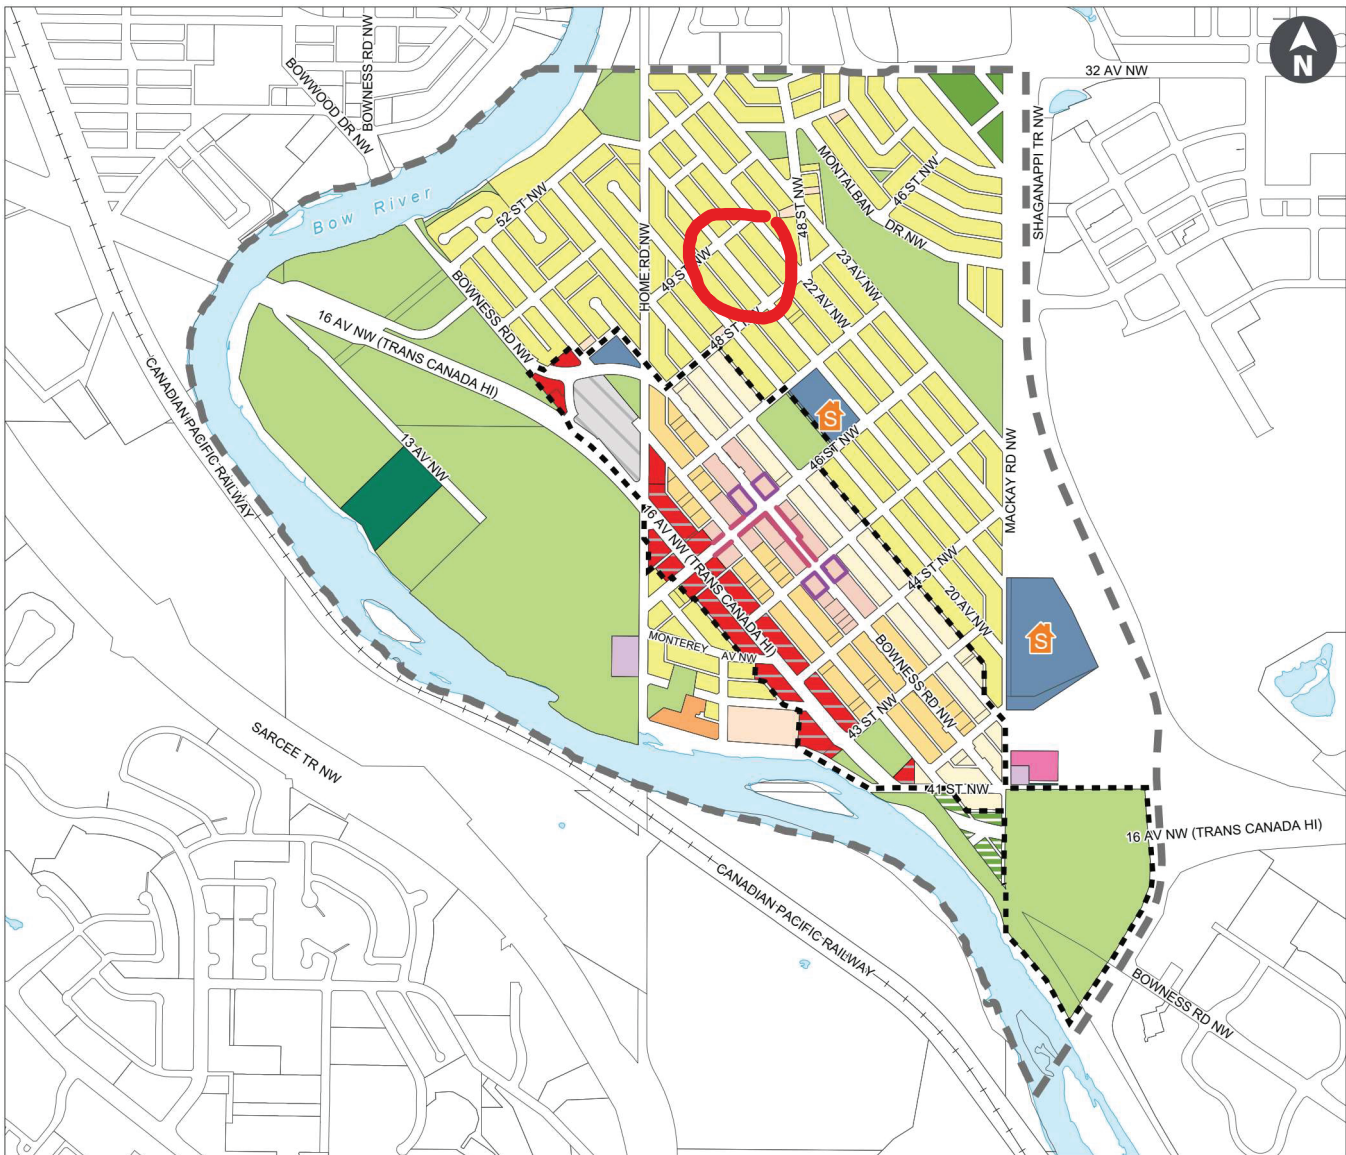 N
32 AV NW
BOWNESS RD NW
BOWWOOD DR NW
SHAGANAPPI TR NW
MONTALBAN DR NW
46 ST NW
48 ST NW
52 ST NW
Bow River
HOME RD NW
49 ST NW
23 AV NW
22 AV NW
BOWNESS RD NW
16 AV NW (TRANS CANADA HI)
48 ST NW
CANADIAN PACIFIC RAILWAY
S
46 ST NW
13 AV NW
MACKAY RD NW
16 AV NW (TRANS CANADA HI)
44 ST NW
20 AV NW
S
MONTEREY AV NW
BOWNESS RD NW
43 ST NW
SARCEE TR NW
41 ST NW
16 AV NW (TRANS CANADA HI)
CANADIAN PACIFIC RAILWAY
BOWNESS RD NW